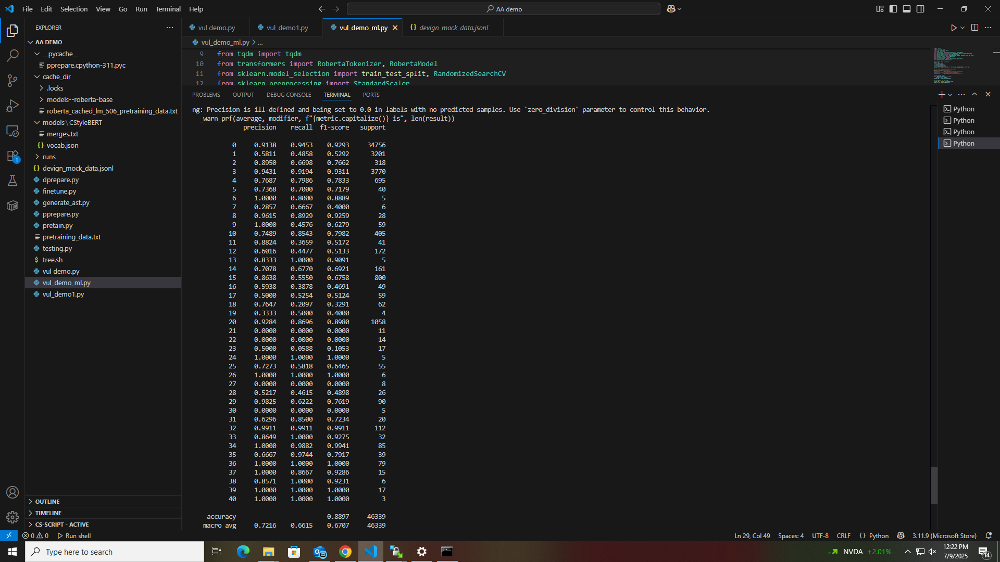 File Edit Selection View Go Run Terminal Help
AA demo
EXPLORER
AA DEMO
__pycache__
pprepare.cpython-311.pyc
cache_dir
.locks
models--roberta-base
roberta_cached_lm_506_pretraining_data.txt
models\CStyleBERT
merges.txt
vocab.json
runs
devign_mock_data.jsonl
dprepare.py
finetune.py
generate_ast.py
pprepare.py
pretain.py
pretraining_data.txt
testing.py
tree.sh
vul demo.py
vul_demo_ml.py
vul_demo1.py
OUTLINE
TIMELINE
CS-SCRIPT - ACTIVE
1
vul demo.py vul_demo1.py vul_demo_ml.py devign_mock_data.jsonl
vul_demo_ml.py > ...
9 from tqdm import tqdm
10 from transformers import RobertaTokenizer, RobertaModel
11 from sklearn.model_selection import train_test_split, RandomizedSearchCV
12 from sklearn.preprocessing import StandardScaler
PROBLEMS OUTPUT DEBUG CONSOLE TERMINAL PORTS
ng: Precision is ill-defined and being set to 0.0 in labels with no predicted samples. Use `zero_division` parameter to control this behavior.
_warn_prf(average, modifier, f"{metric.capitalize()} is", len(result))
precision recall f1-score support
0 0.9138 0.9453 0.9293 34756
1 0.5811 0.4858 0.5292 3201
2 0.8950 0.6698 0.7662 318
3 0.9431 0.9194 0.9311 3770
4 0.7687 0.7986 0.7833 695
5 0.7368 0.7000 0.7179 40
6 1.0000 0.8000 0.8889 5
7 0.2857 0.6667 0.4000 6
8 0.9615 0.8929 0.9259 28
9 1.0000 0.4576 0.6279 59
10 0.7489 0.8543 0.7982 405
11 0.8824 0.3659 0.5172 41
12 0.6016 0.4477 0.5133 172
13 0.8333 1.0000 0.9091 5
14 0.7078 0.6770 0.6921 161
15 0.8638 0.5550 0.6758 800
16 0.5938 0.3878 0.4691 49
17 0.5000 0.5254 0.5124 59
18 0.7647 0.2097 0.3291 62
19 0.3333 0.5000 0.4000 4
20 0.9284 0.8696 0.8980 1058
21 0.0000 0.0000 0.0000 11
22 0.0000 0.0000 0.0000 14
23 0.5000 0.0588 0.1053 17
24 1.0000 1.0000 1.0000 5
25 0.7273 0.5818 0.6465 55
26 1.0000 1.0000 1.0000 6
27 0.0000 0.0000 0.0000 8
28 0.5217 0.4615 0.4898 26
29 0.9825 0.6222 0.7619 90
30 0.0000 0.0000 0.0000 5
31 0.6296 0.8500 0.7234 20
32 0.9911 0.9911 0.9911 112
33 0.8649 1.0000 0.9275 32
34 1.0000 0.9882 0.9941 85
35 0.6667 0.9744 0.7917 39
36 1.0000 1.0000 1.0000 79
37 1.0000 0.8667 0.9286 15
38 0.8571 1.0000 0.9231 6
39 1.0000 1.0000 1.0000 17
40 1.0000 1.0000 1.0000 3
accuracy 0.8897 46339
macro avg 0.7216 0.6615 0.6707 46339
Python
Python
Python
Python
0 0 Run shell
Ln 29, Col 49 Spaces: 4 UTF-8 CRLF {} Python 3.11.9 (Microsoft Store)
Type here to search
NVDA +2.01%
12:22 PM
7/9/2025
14